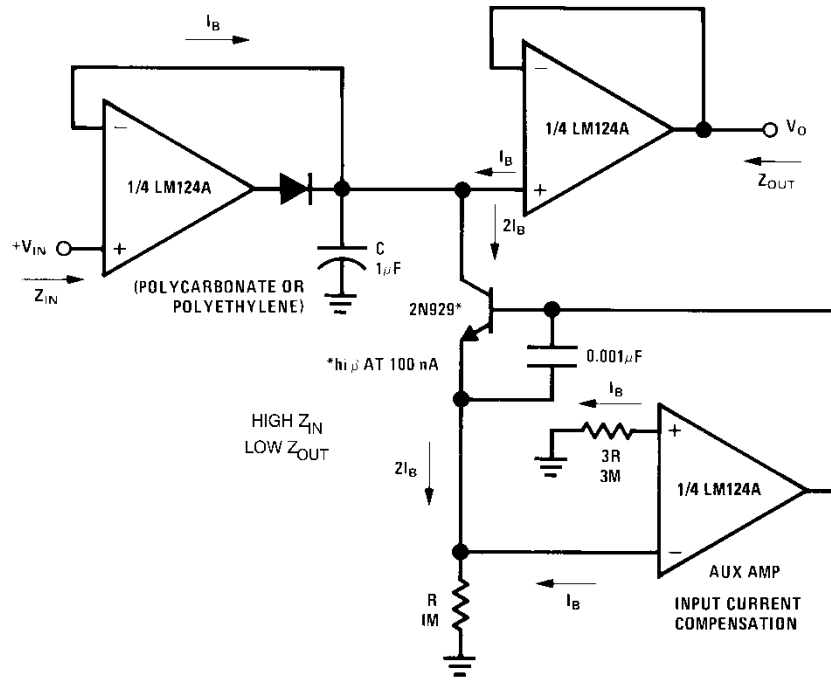 I_B
−
1/4 LM124A
+
+V_IN
Z_IN
C
1μF
(POLYCARBONATE OR
POLYETHYLENE)
−
1/4 LM124A
+
I_B
V_O
Z_OUT
2I_B
2N929*
*hi β AT 100 nA
0.001μF
HIGH Z_IN
LOW Z_OUT
I_B
3R
3M
+
1/4 LM124A
−
2I_B
AUX AMP
INPUT CURRENT
COMPENSATION
I_B
R
1M